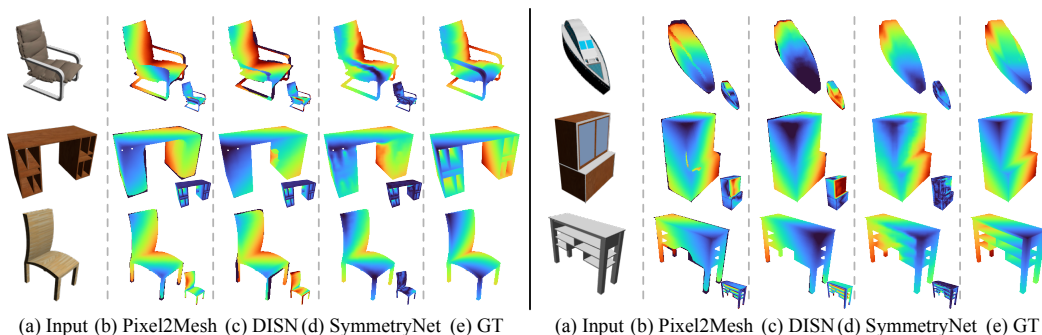 (a) Input (b) Pixel2Mesh (c) DISN (d) SymmetryNet (e) GT (a) Input (b) Pixel2Mesh (c) DISN (d) SymmetryNet (e) GT